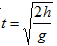 t = √(2h/g)